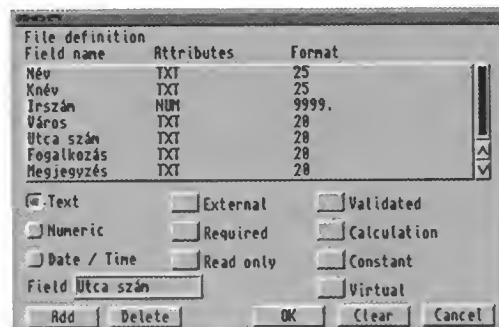 File definition
Field name Attributes Format
Név TXT 25
Knév TXT 25
Irszám NUM 9999.
Város TXT 20
Utca szám TXT 20
Fogalkozás TXT 20
Megjegyzés TXT 20
Text External Validated
Numeric Required Calculation
Date / Time Read only Constant
Field Utca szám Virtual
Add Delete OK Clear Cancel